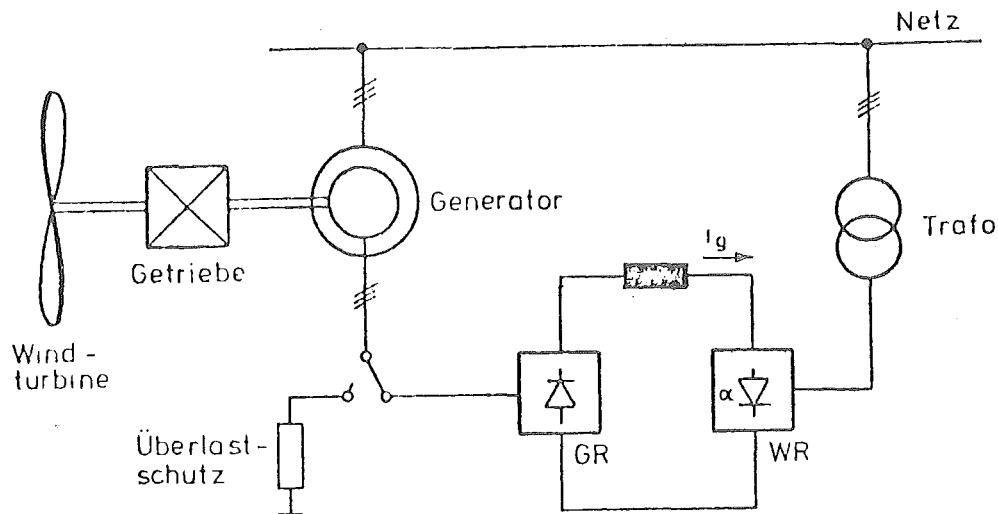 Netz
Generator
Getriebe
Trafo
Ig
Wind-
turbine
α
GR
WR
Überlast-
schutz